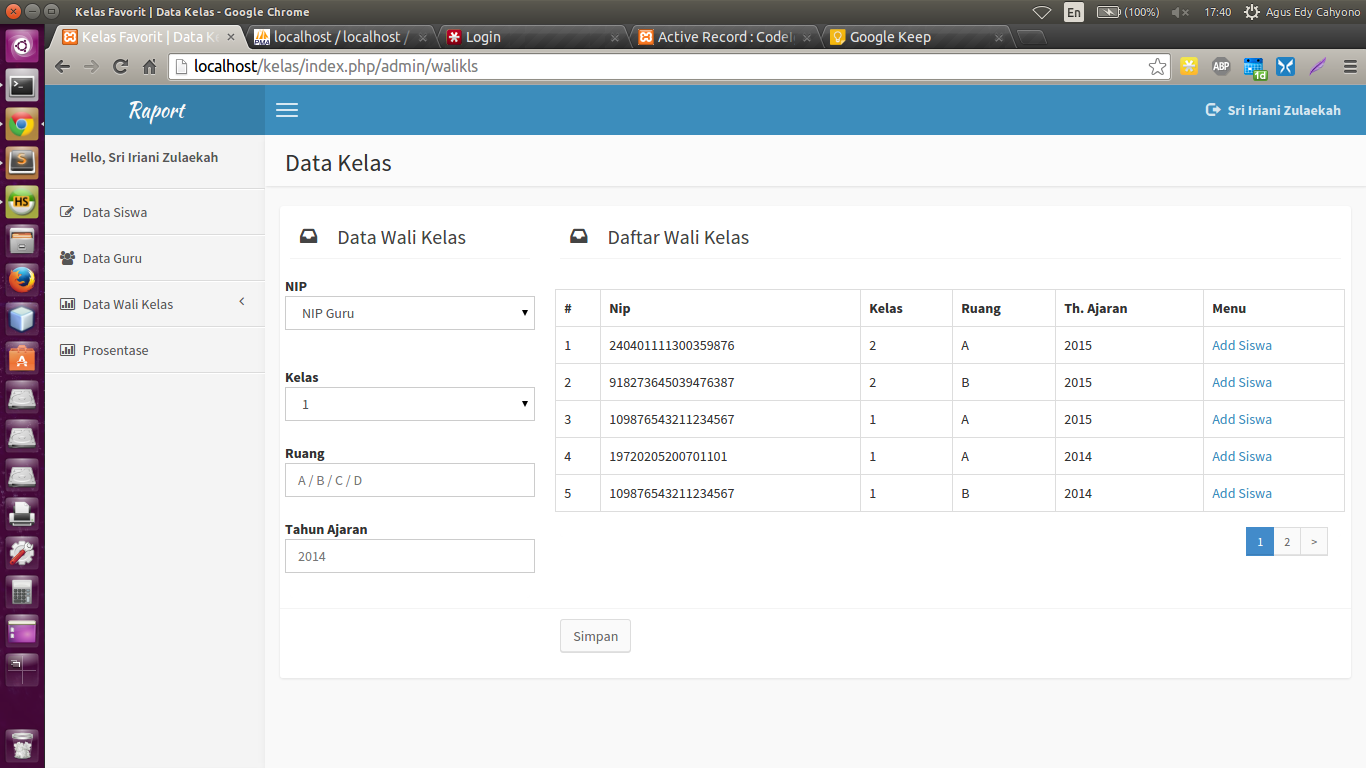 Kelas Favorit | Data Kelas - Google Chrome
En (100%) 17:40 Agus Edy Cahyono
Kelas Favorit | Data K
localhost / localhost /
Login
Active Record : CodeI
Google Keep
localhost/kelas/index.php/admin/walikls
ABP
1d
Raport
Sri Iriani Zulaekah
Hello, Sri Iriani Zulaekah
Data Siswa
Data Guru
Data Wali Kelas
Prosentase
Data Kelas
Data Wali Kelas
NIP
NIP Guru
Kelas
1
Ruang
A / B / C / D
Tahun Ajaran
2014
Daftar Wali Kelas
# Nip Kelas Ruang Th. Ajaran Menu
1 240401111300359876 2 A 2015 Add Siswa
2 918273645039476387 2 B 2015 Add Siswa
3 109876543211234567 1 A 2015 Add Siswa
4 19720205200701101 1 A 2014 Add Siswa
5 109876543211234567 1 B 2014 Add Siswa
1 2 >
Simpan
S
HS
A